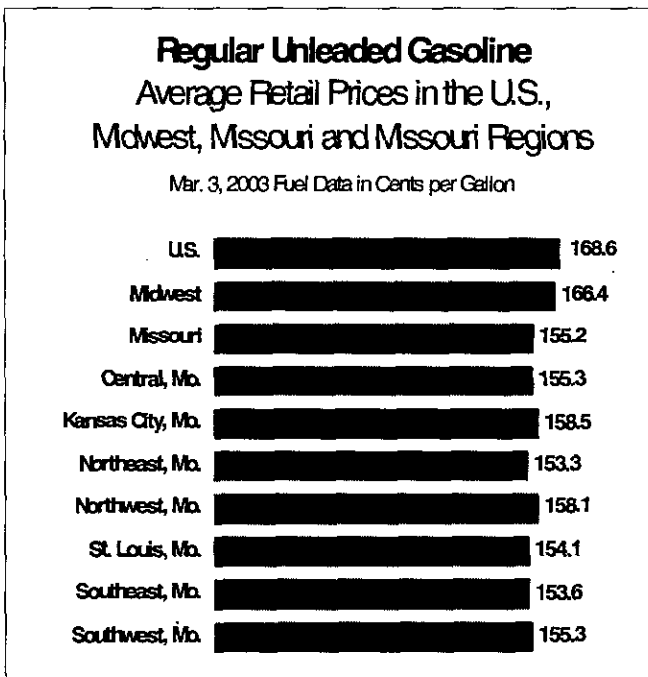 Regular Unleaded Gasoline
Average Retail Prices in the U.S.,
Midwest, Missouri and Missouri Regions
Mar. 3, 2003 Fuel Data in Cents per Gallon
U.S. 168.6
Midwest 166.4
Missouri 155.2
Central, Mo. 155.3
Kansas City, Mo. 158.5
Northeast, Mo. 153.3
Northwest, Mo. 158.1
St. Louis, Mo. 154.1
Southeast, Mo. 153.6
Southwest, Mo. 155.3